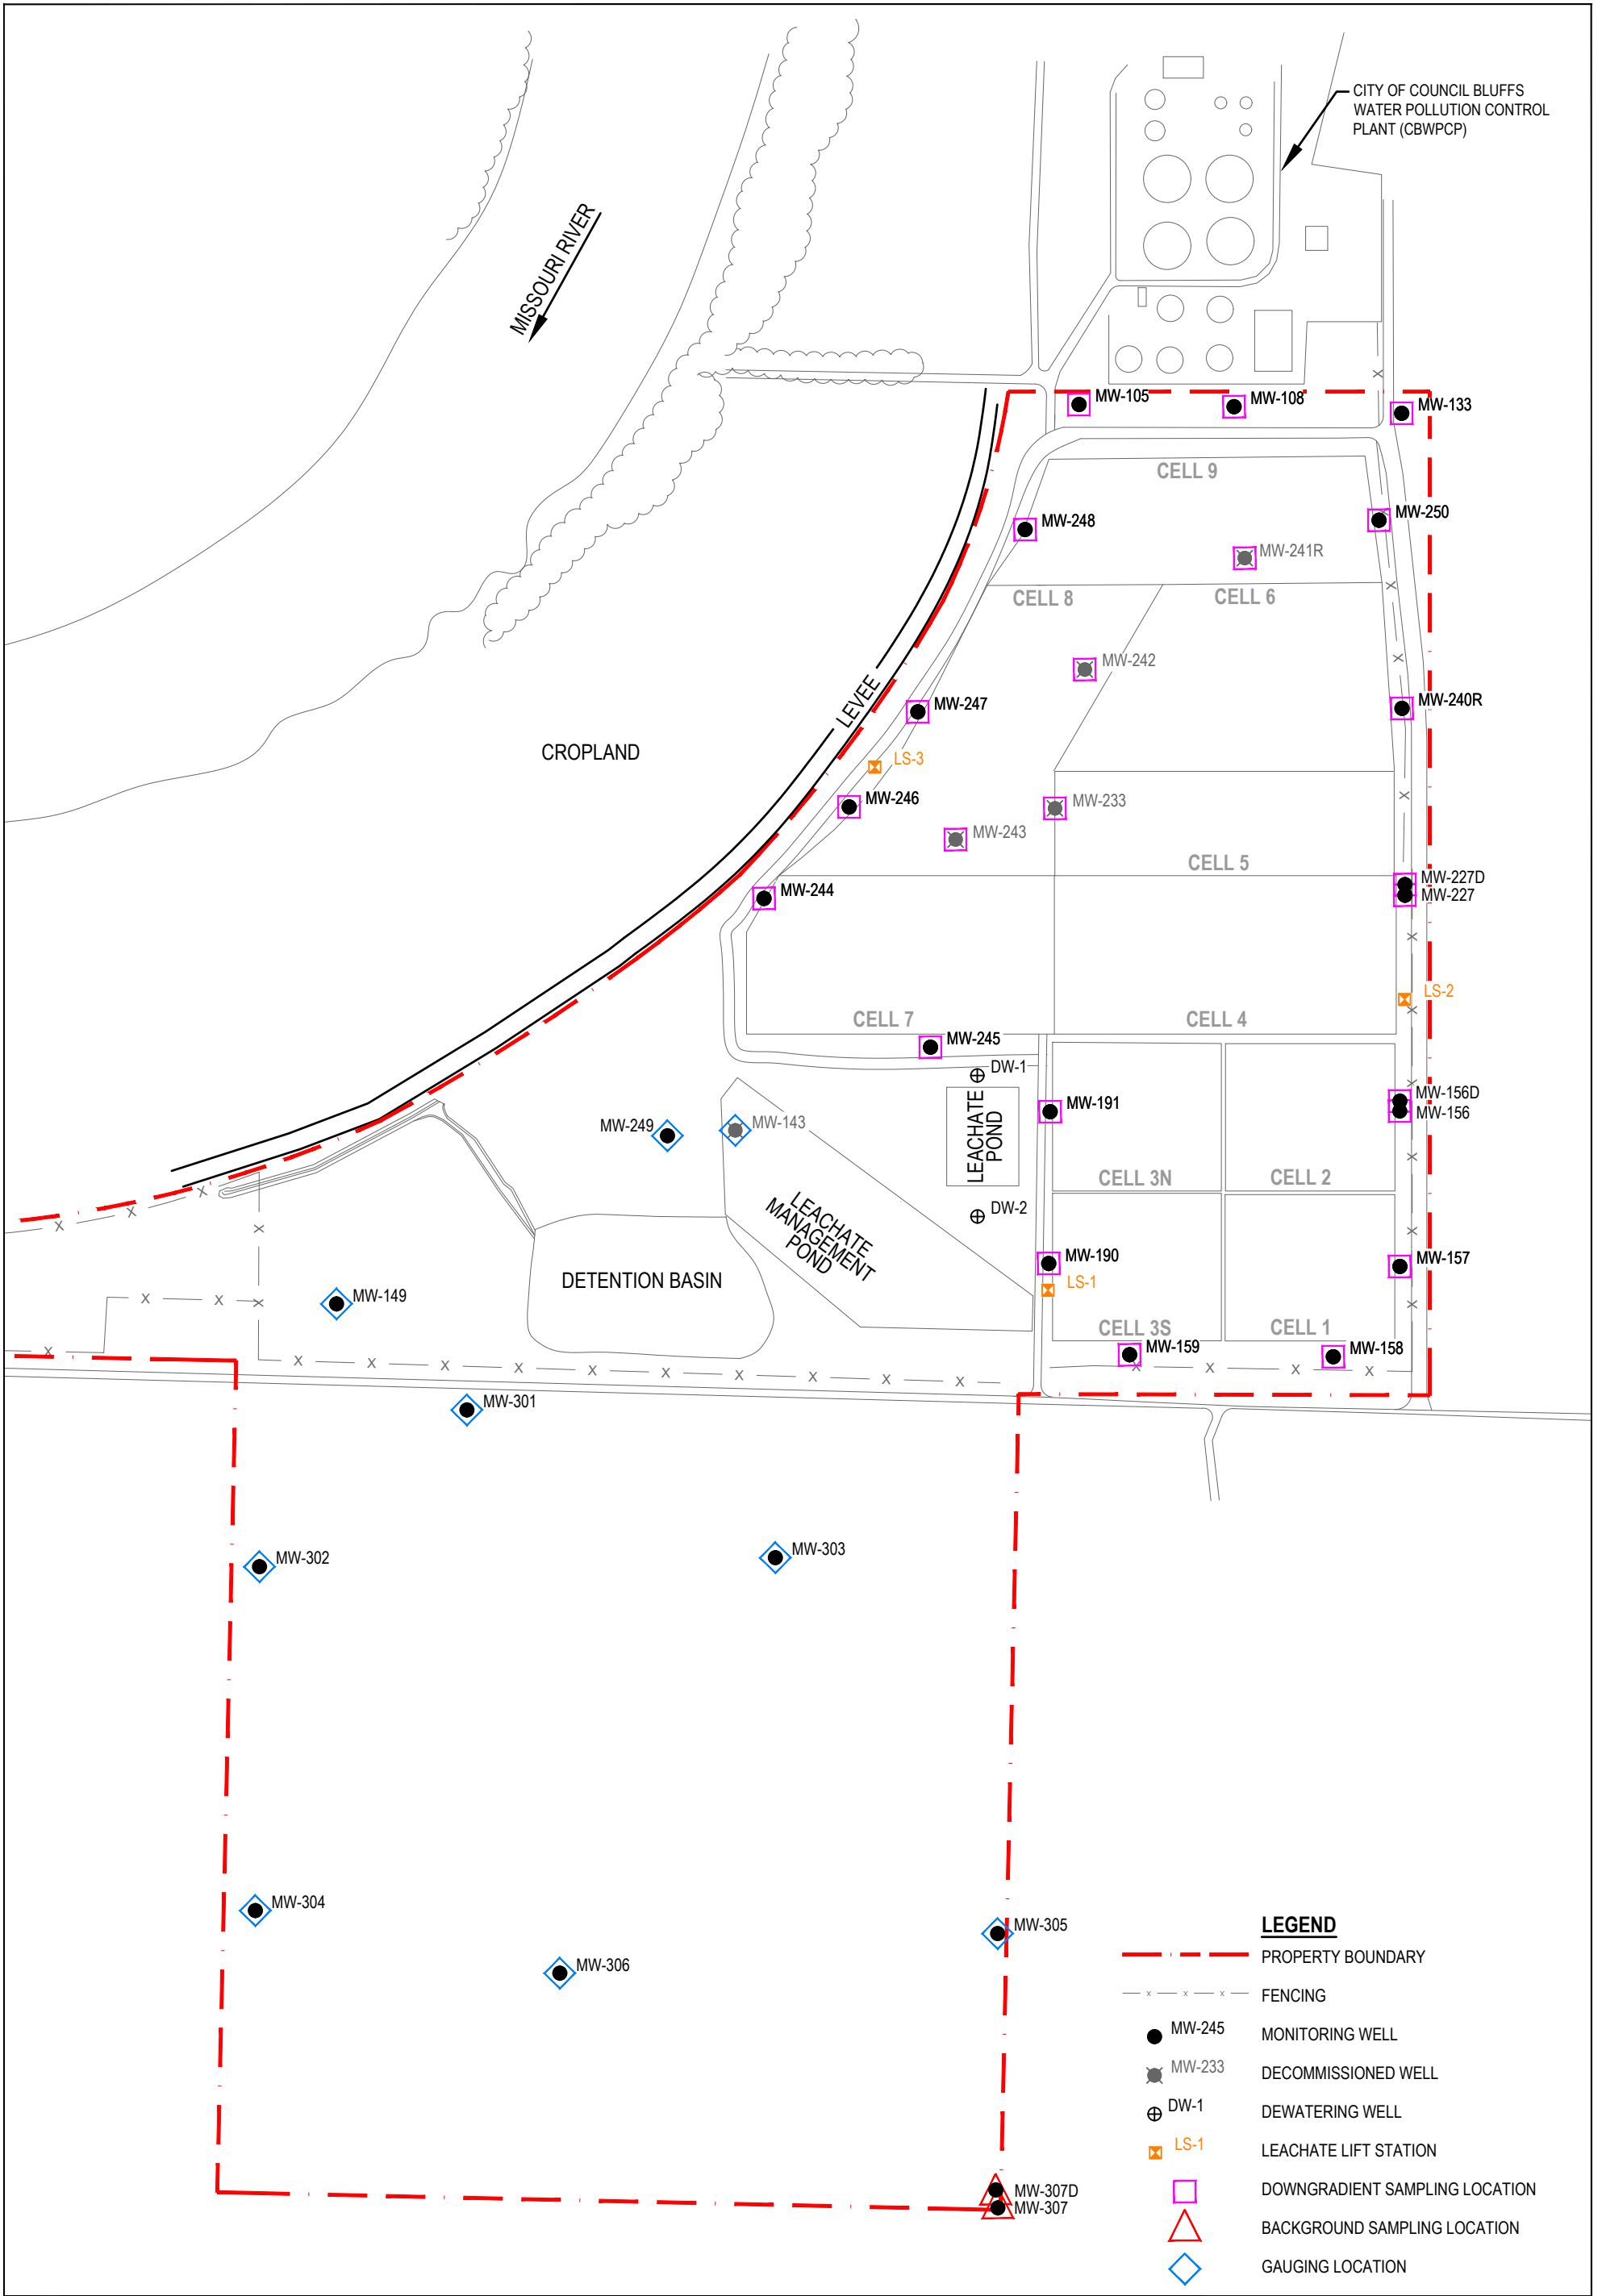 CITY OF COUNCIL BLUFFS
WATER POLLUTION CONTROL
PLANT (CBWPCP)
MISSOURI RIVER
MW-105
MW-108
MW-133
CELL 9
MW-248
MW-250
MW-241R
CELL 8
CELL 6
MW-242
LEVEE
MW-247
MW-240R
CROPLAND
LS-3
MW-246
MW-233
MW-243
CELL 5
MW-227D
MW-244
MW-227
LS-2
CELL 7
CELL 4
MW-245
DW-1
MW-156D
LEACHATE
POND
MW-191
MW-156
MW-249
MW-143
CELL 3N
CELL 2
DW-2
LEACHATE
MANAGEMENT
POND
MW-190
MW-157
DETENTION BASIN
LS-1
MW-149
CELL 3S
CELL 1
MW-159
MW-158
MW-301
MW-302
MW-303
MW-304
MW-305
MW-306
MW-307D
MW-307
LEGEND
PROPERTY BOUNDARY
x x x FENCING
MW-245 MONITORING WELL
MW-233 DECOMMISSIONED WELL
DW-1 DEWATERING WELL
LS-1 LEACHATE LIFT STATION
DOWNGRADIENT SAMPLING LOCATION
BACKGROUND SAMPLING LOCATION
GAUGING LOCATION